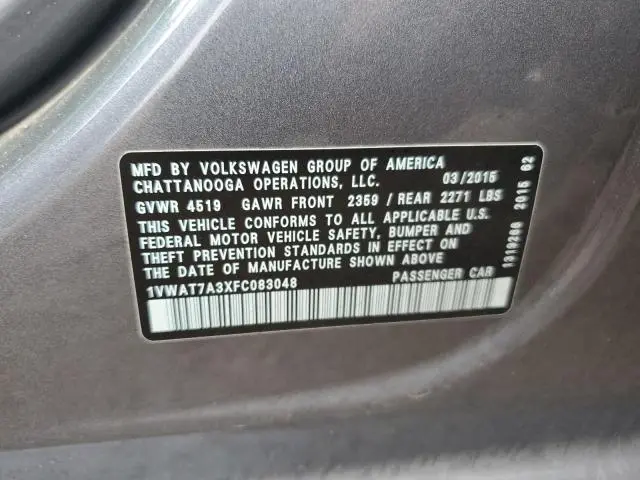 MFD BY VOLKSWAGEN GROUP OF AMERICA
CHATTANOOGA OPERATIONS, LLC. 03/2015
GVWR 4519 GAWR FRONT 2359 / REAR 2271 LBS
THIS VEHICLE CONFORMS TO ALL APPLICABLE U.S.
FEDERAL MOTOR VEHICLE SAFETY, BUMPER AND
THEFT PREVENTION STANDARDS IN EFFECT ON
THE DATE OF MANUFACTURE SHOWN ABOVE
1VWAT7A3XFC083048 PASSENGER CAR
1319266 2015 62